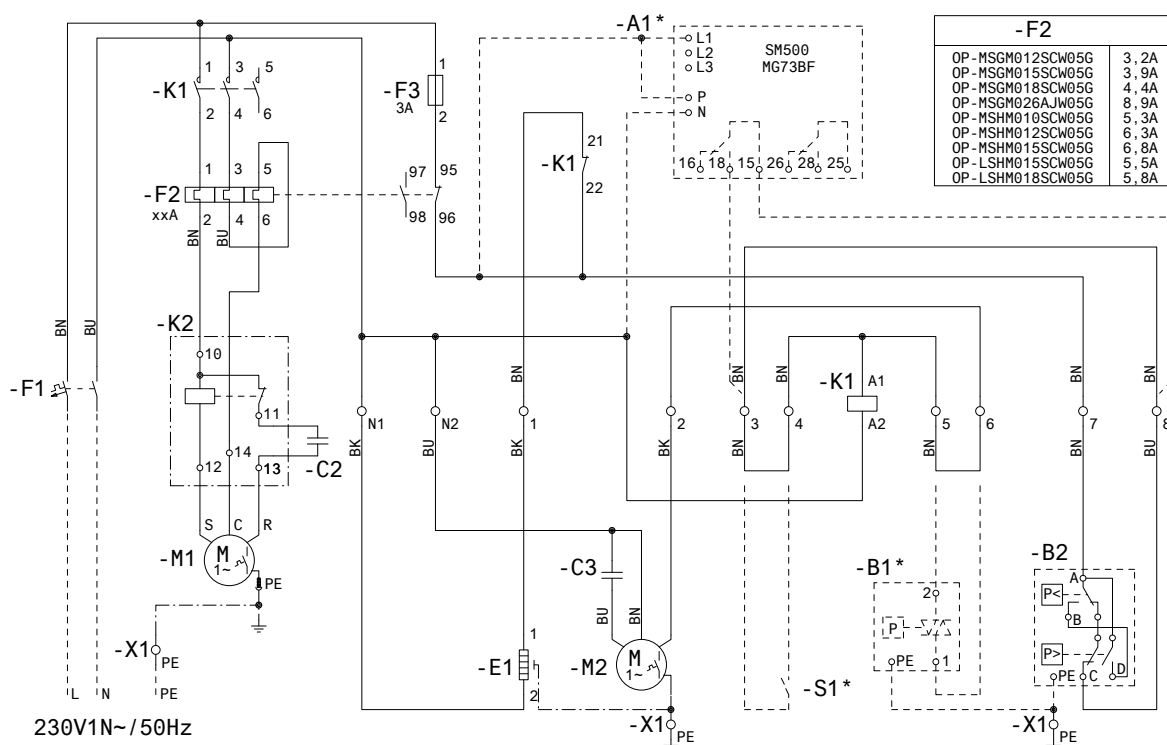 -A1*
L1
L2
L3
P
N
SM500
MG73BF
16 18 15 26 28 25
-F2
OP-MSGM012SCW05G 3,2A
OP-MSGM015SCW05G 3,9A
OP-MSGM018SCW05G 4,4A
OP-MSGM026AJW05G 8,9A
OP-MSHM010SCW05G 5,3A
OP-MSHM012SCW05G 6,3A
OP-MSHM015SCW05G 6,8A
OP-LSHM015SCW05G 5,5A
OP-LSHM018SCW05G 5,8A
1 3 5
-K1
2 4 6
1
-F3
3A
2
21
-K1
22
1 3 5
-F2
xxA
2 4 6
97 95
98 96
BN BU
BN BU
-K2
10
-F1
11
12 14 13
-C2
S C R
-M1
M
1~
PE
-X1
PE
L N PE
230V1N~/50Hz
BN BN BN BN BN BN
-K1 A1
A2
N1 N2 1 2 3 4 5 6 7 8
BK BU BK BK BN BN BN BU
-C3
BU BN
1
-E1
2
-M2
M
1~
-X1
PE
-S1*
-B1*
2
P
PE 1
-B2
A
P<
B
P>
PE C D
-X1
PE